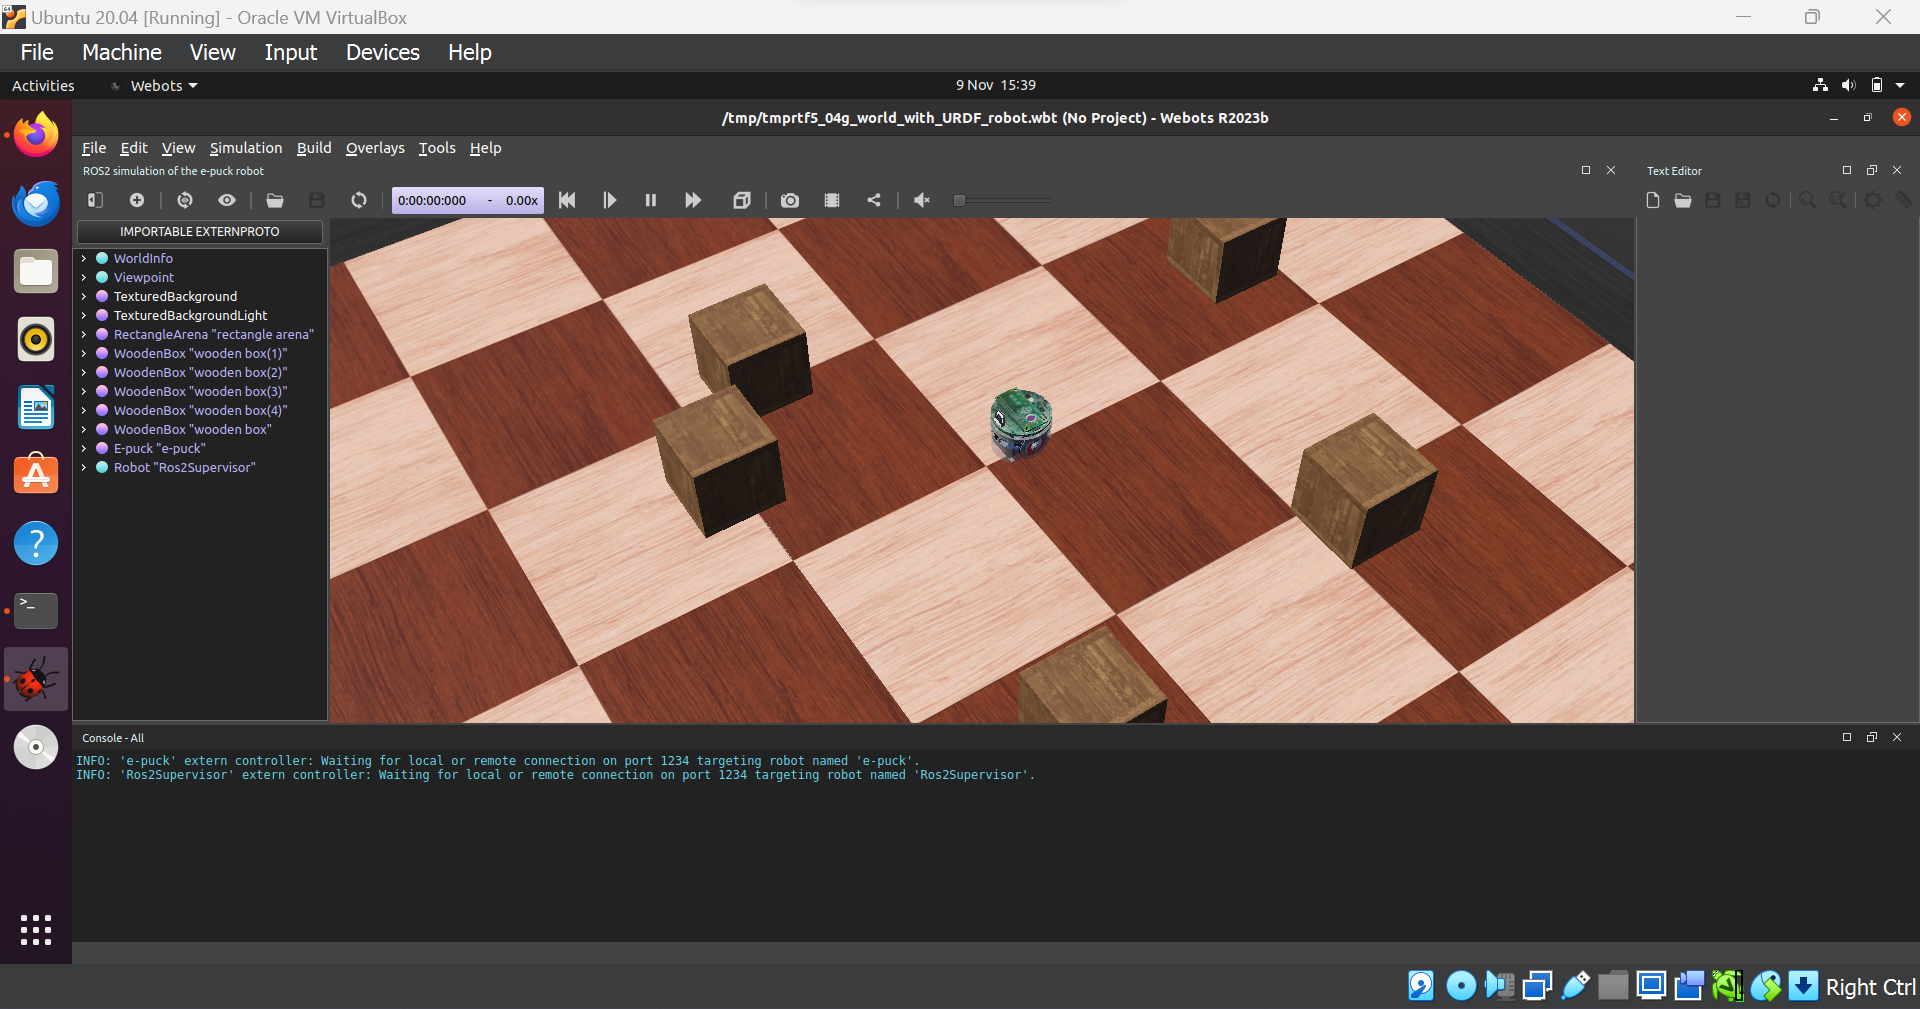 Ubuntu 20.04 [Running] - Oracle VM VirtualBox
File Machine View Input Devices Help
Activities Webots 9 Nov 15:39
/tmp/tmprtf5_04g_world_with_URDF_robot.wbt (No Project) - Webots R2023b
File Edit View Simulation Build Overlays Tools Help
ROS2 simulation of the e-puck robot
Text Editor
0:00:00:000 - 0.00x
IMPORTABLE EXTERNPROTO
WorldInfo
Viewpoint
TexturedBackground
TexturedBackgroundLight
RectangleArena "rectangle arena"
WoodenBox "wooden box(1)"
WoodenBox "wooden box(2)"
WoodenBox "wooden box(3)"
WoodenBox "wooden box(4)"
WoodenBox "wooden box"
E-puck "e-puck"
Robot "Ros2Supervisor"
Console - All
INFO: 'e-puck' extern controller: Waiting for local or remote connection on port 1234 targeting robot named 'e-puck'.
INFO: 'Ros2Supervisor' extern controller: Waiting for local or remote connection on port 1234 targeting robot named 'Ros2Supervisor'.
Right Ctrl